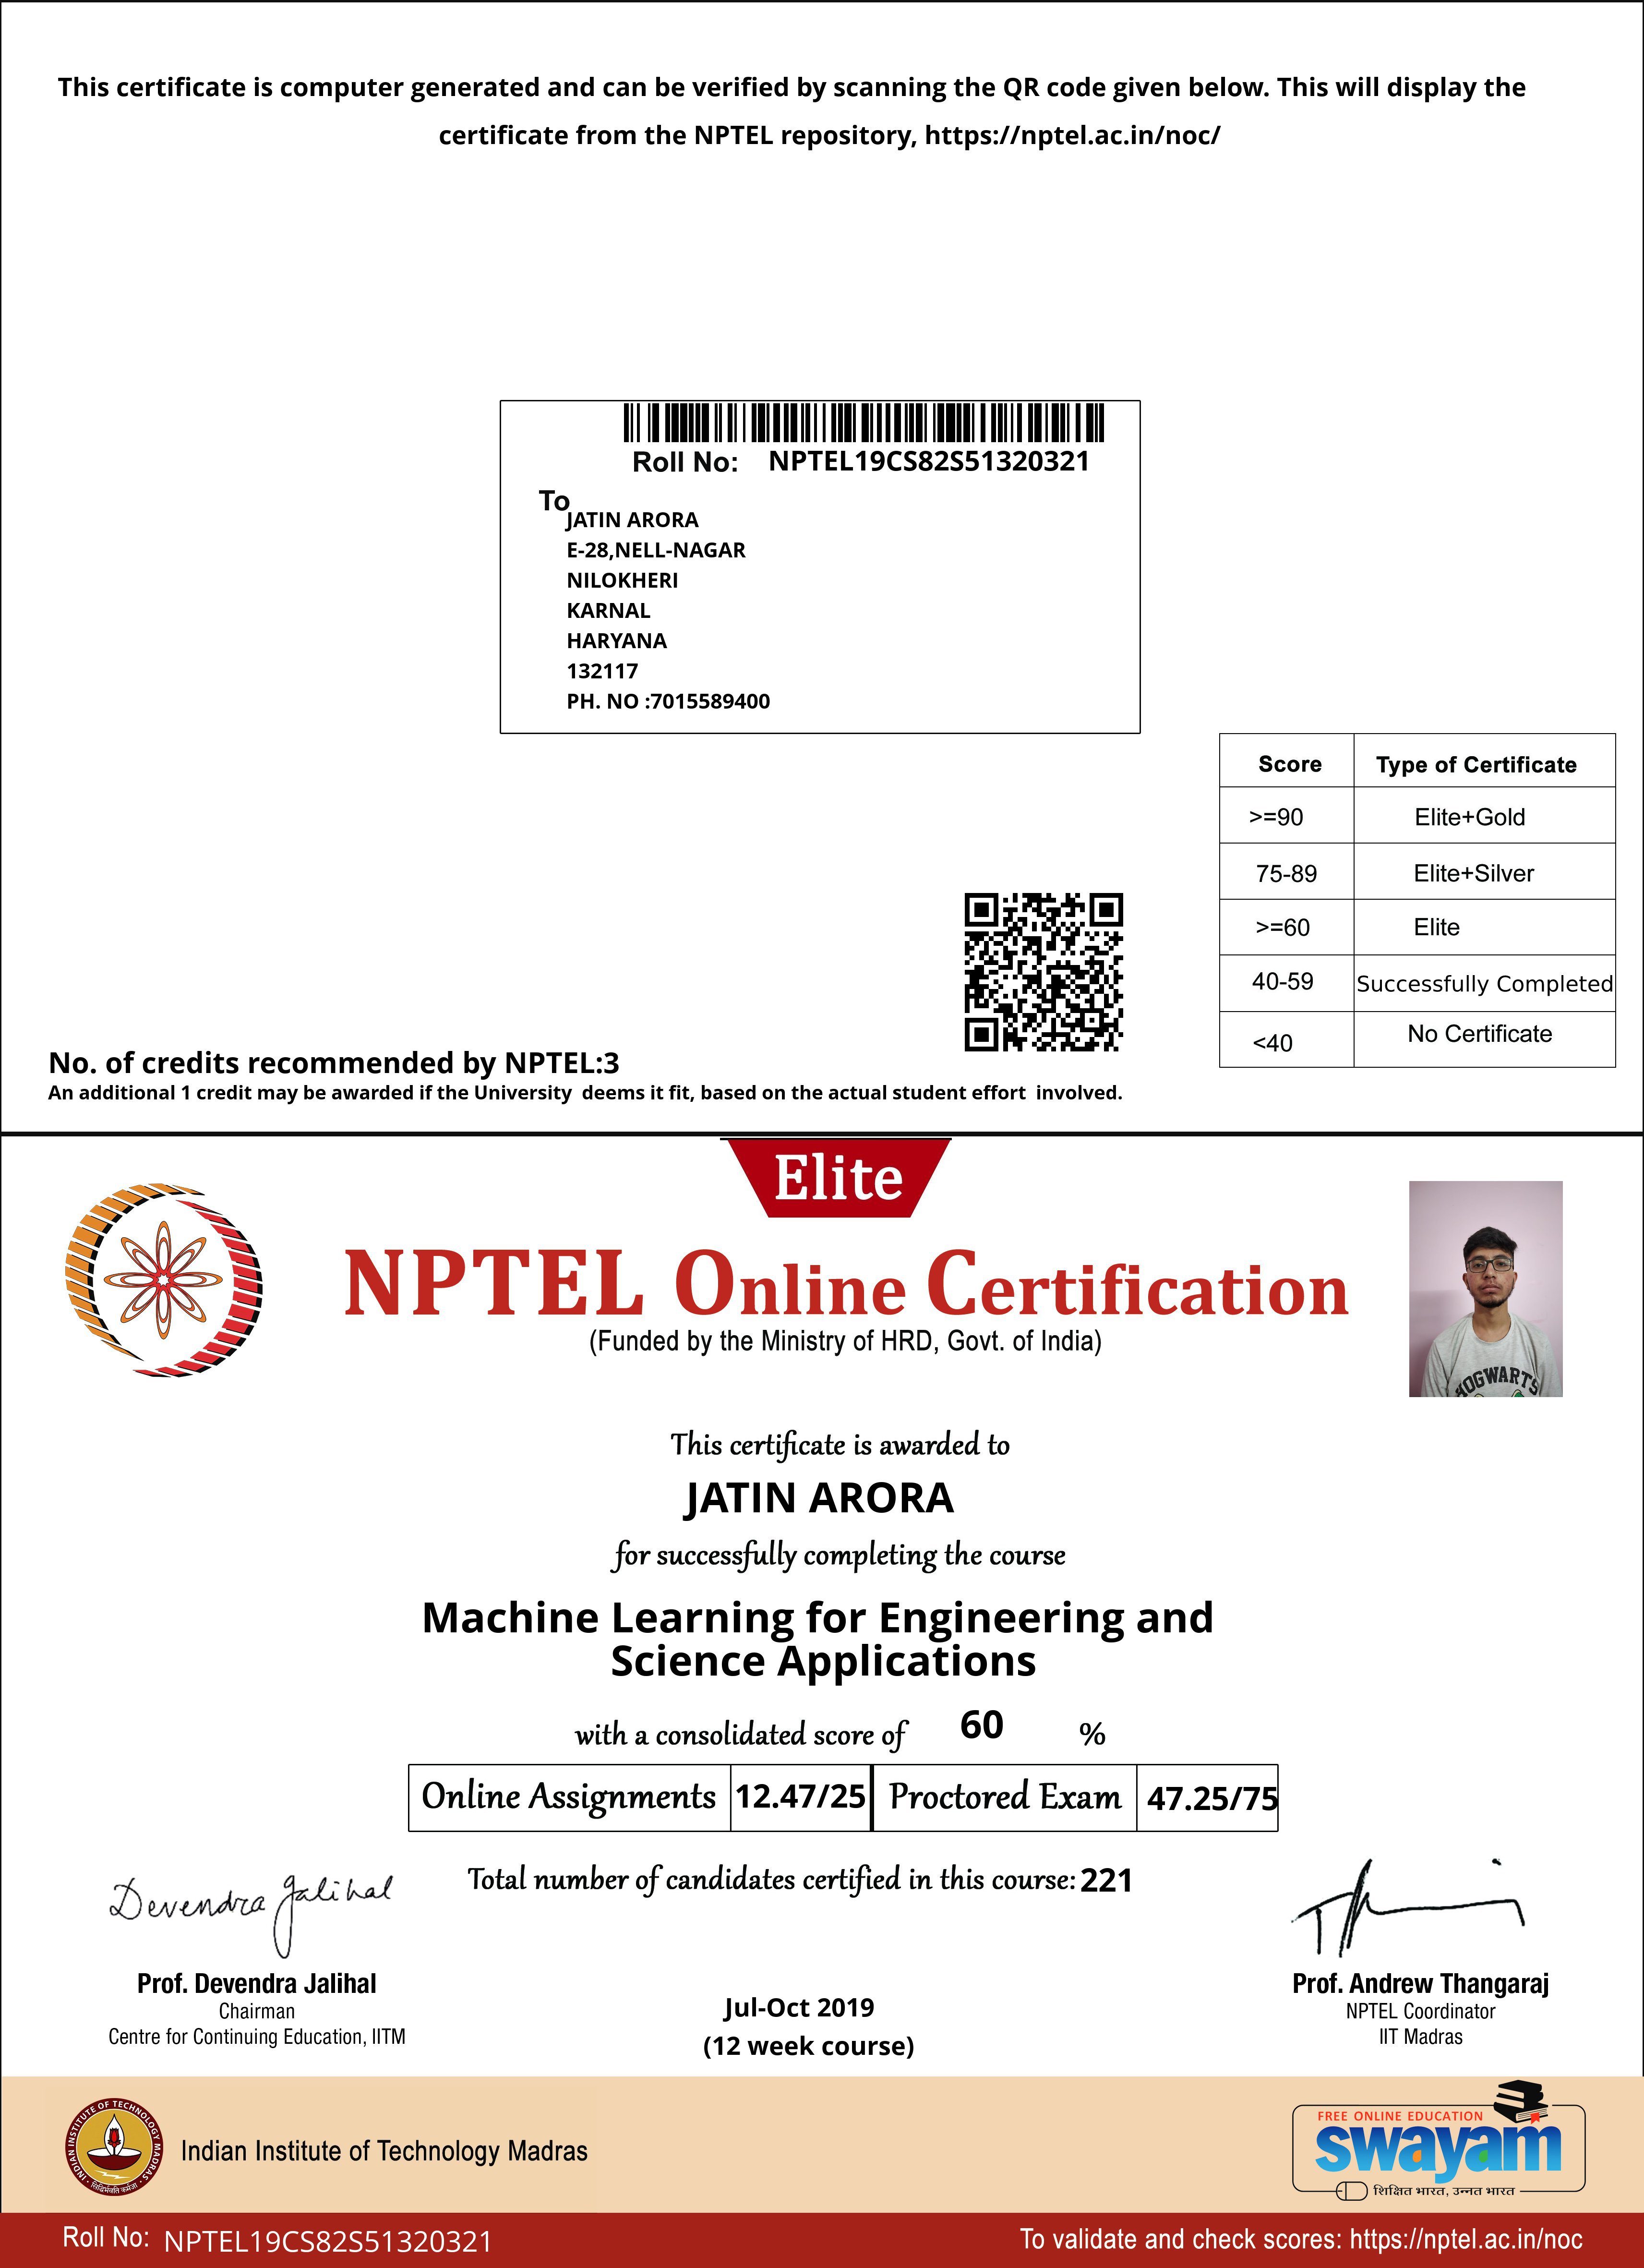 This certificate is computer generated and can be verified by scanning the QR code given below. This will display the
certificate from the NPTEL repository, https://nptel.ac.in/noc/
Roll No: NPTEL19CS82S51320321
To
JATIN ARORA
E-28,NELL-NAGAR
NILOKHERI
KARNAL
HARYANA
132117
PH. NO :7015589400
Score Type of Certificate
>=90 Elite+Gold
75-89 Elite+Silver
>=60 Elite
40-59 Successfully Completed
<40 No Certificate
No. of credits recommended by NPTEL:3
An additional 1 credit may be awarded if the University deems it fit, based on the actual student effort involved.
Elite
NPTEL Online Certification
(Funded by the Ministry of HRD, Govt. of India)
HOGWARTS
This certificate is awarded to
JATIN ARORA
for successfully completing the course
Machine Learning for Engineering and
Science Applications
with a consolidated score of 60 %
Online Assignments 12.47/25 Proctored Exam 47.25/75
Total number of candidates certified in this course: 221
Devendra Jalihal
Prof. Devendra Jalihal
Chairman
Centre for Continuing Education, IITM
Jul-Oct 2019
(12 week course)
Prof. Andrew Thangaraj
NPTEL Coordinator
IIT Madras
INDIAN INSTITUTE OF TECHNOLOGY MADRAS
सिद्धिर्भवति कर्मजा
Indian Institute of Technology Madras
FREE ONLINE EDUCATION
swayam
शिक्षित भारत, उन्नत भारत
Roll No: NPTEL19CS82S51320321
To validate and check scores: https://nptel.ac.in/noc